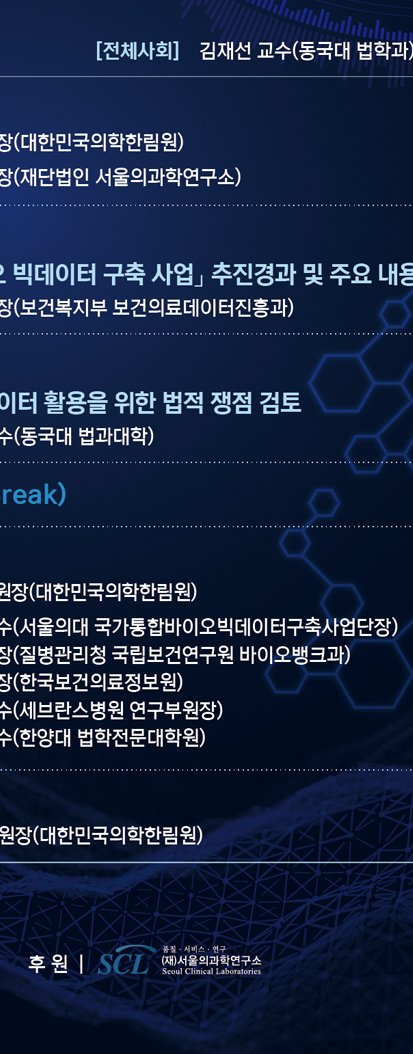 [전체사회] 김재선 교수(동국대 법학과)
장(대한민국의학한림원)
장(재단법인 서울의과학연구소)
오 빅데이터 구축 사업」 추진경과 및 주요 내용
장(보건복지부 보건의료데이터진흥과)
이터 활용을 위한 법적 쟁점 검토
수(동국대 법과대학)
reak)
원장(대한민국의학한림원)
수(서울의대 국가통합바이오빅데이터구축사업단장)
장(질병관리청 국립보건연구원 바이오뱅크과)
장(한국보건의료정보원)
수(세브란스병원 연구부원장)
수(한양대 법학전문대학원)
원장(대한민국의학한림원)
후 원 | SCL
품질 · 서비스 · 연구
(재)서울의과학연구소
Seoul Clinical Laboratories